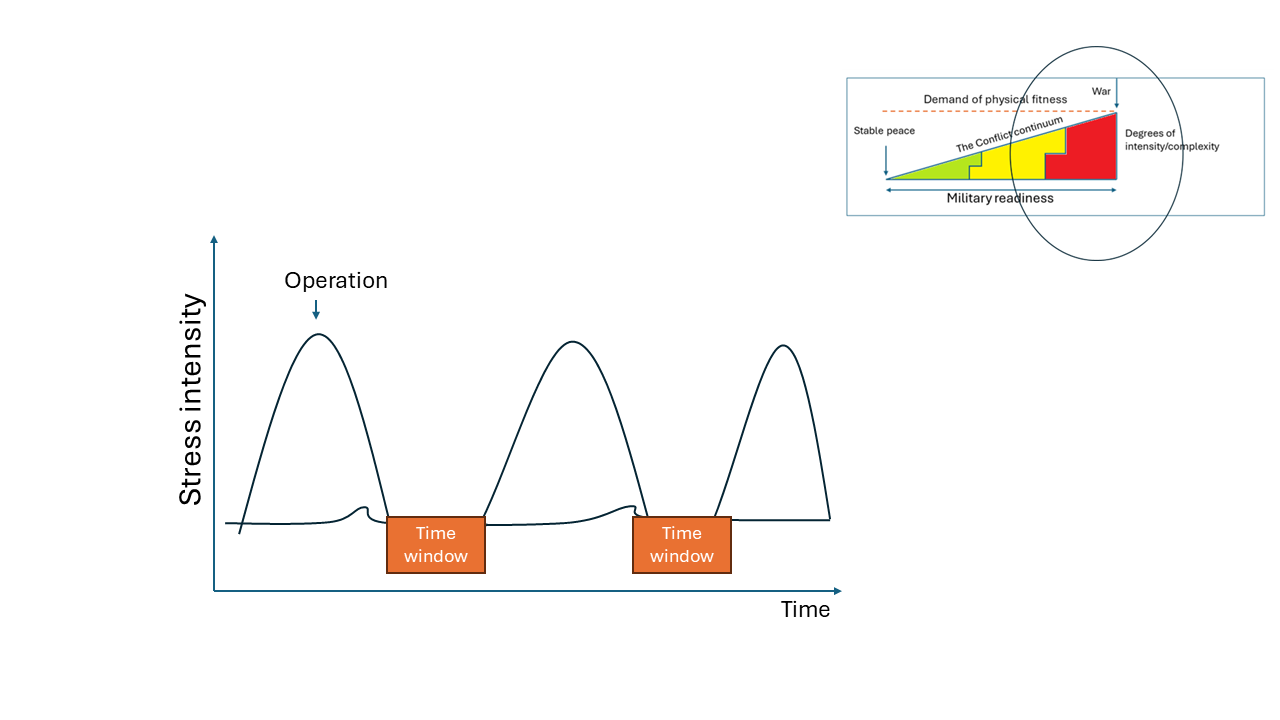 War
Demand of physical fitness
The Conflict continuum
Stable peace
Degrees of
intensity/complexity
Military readiness
Operation
Stress intensity
Time
window
Time
window
Time